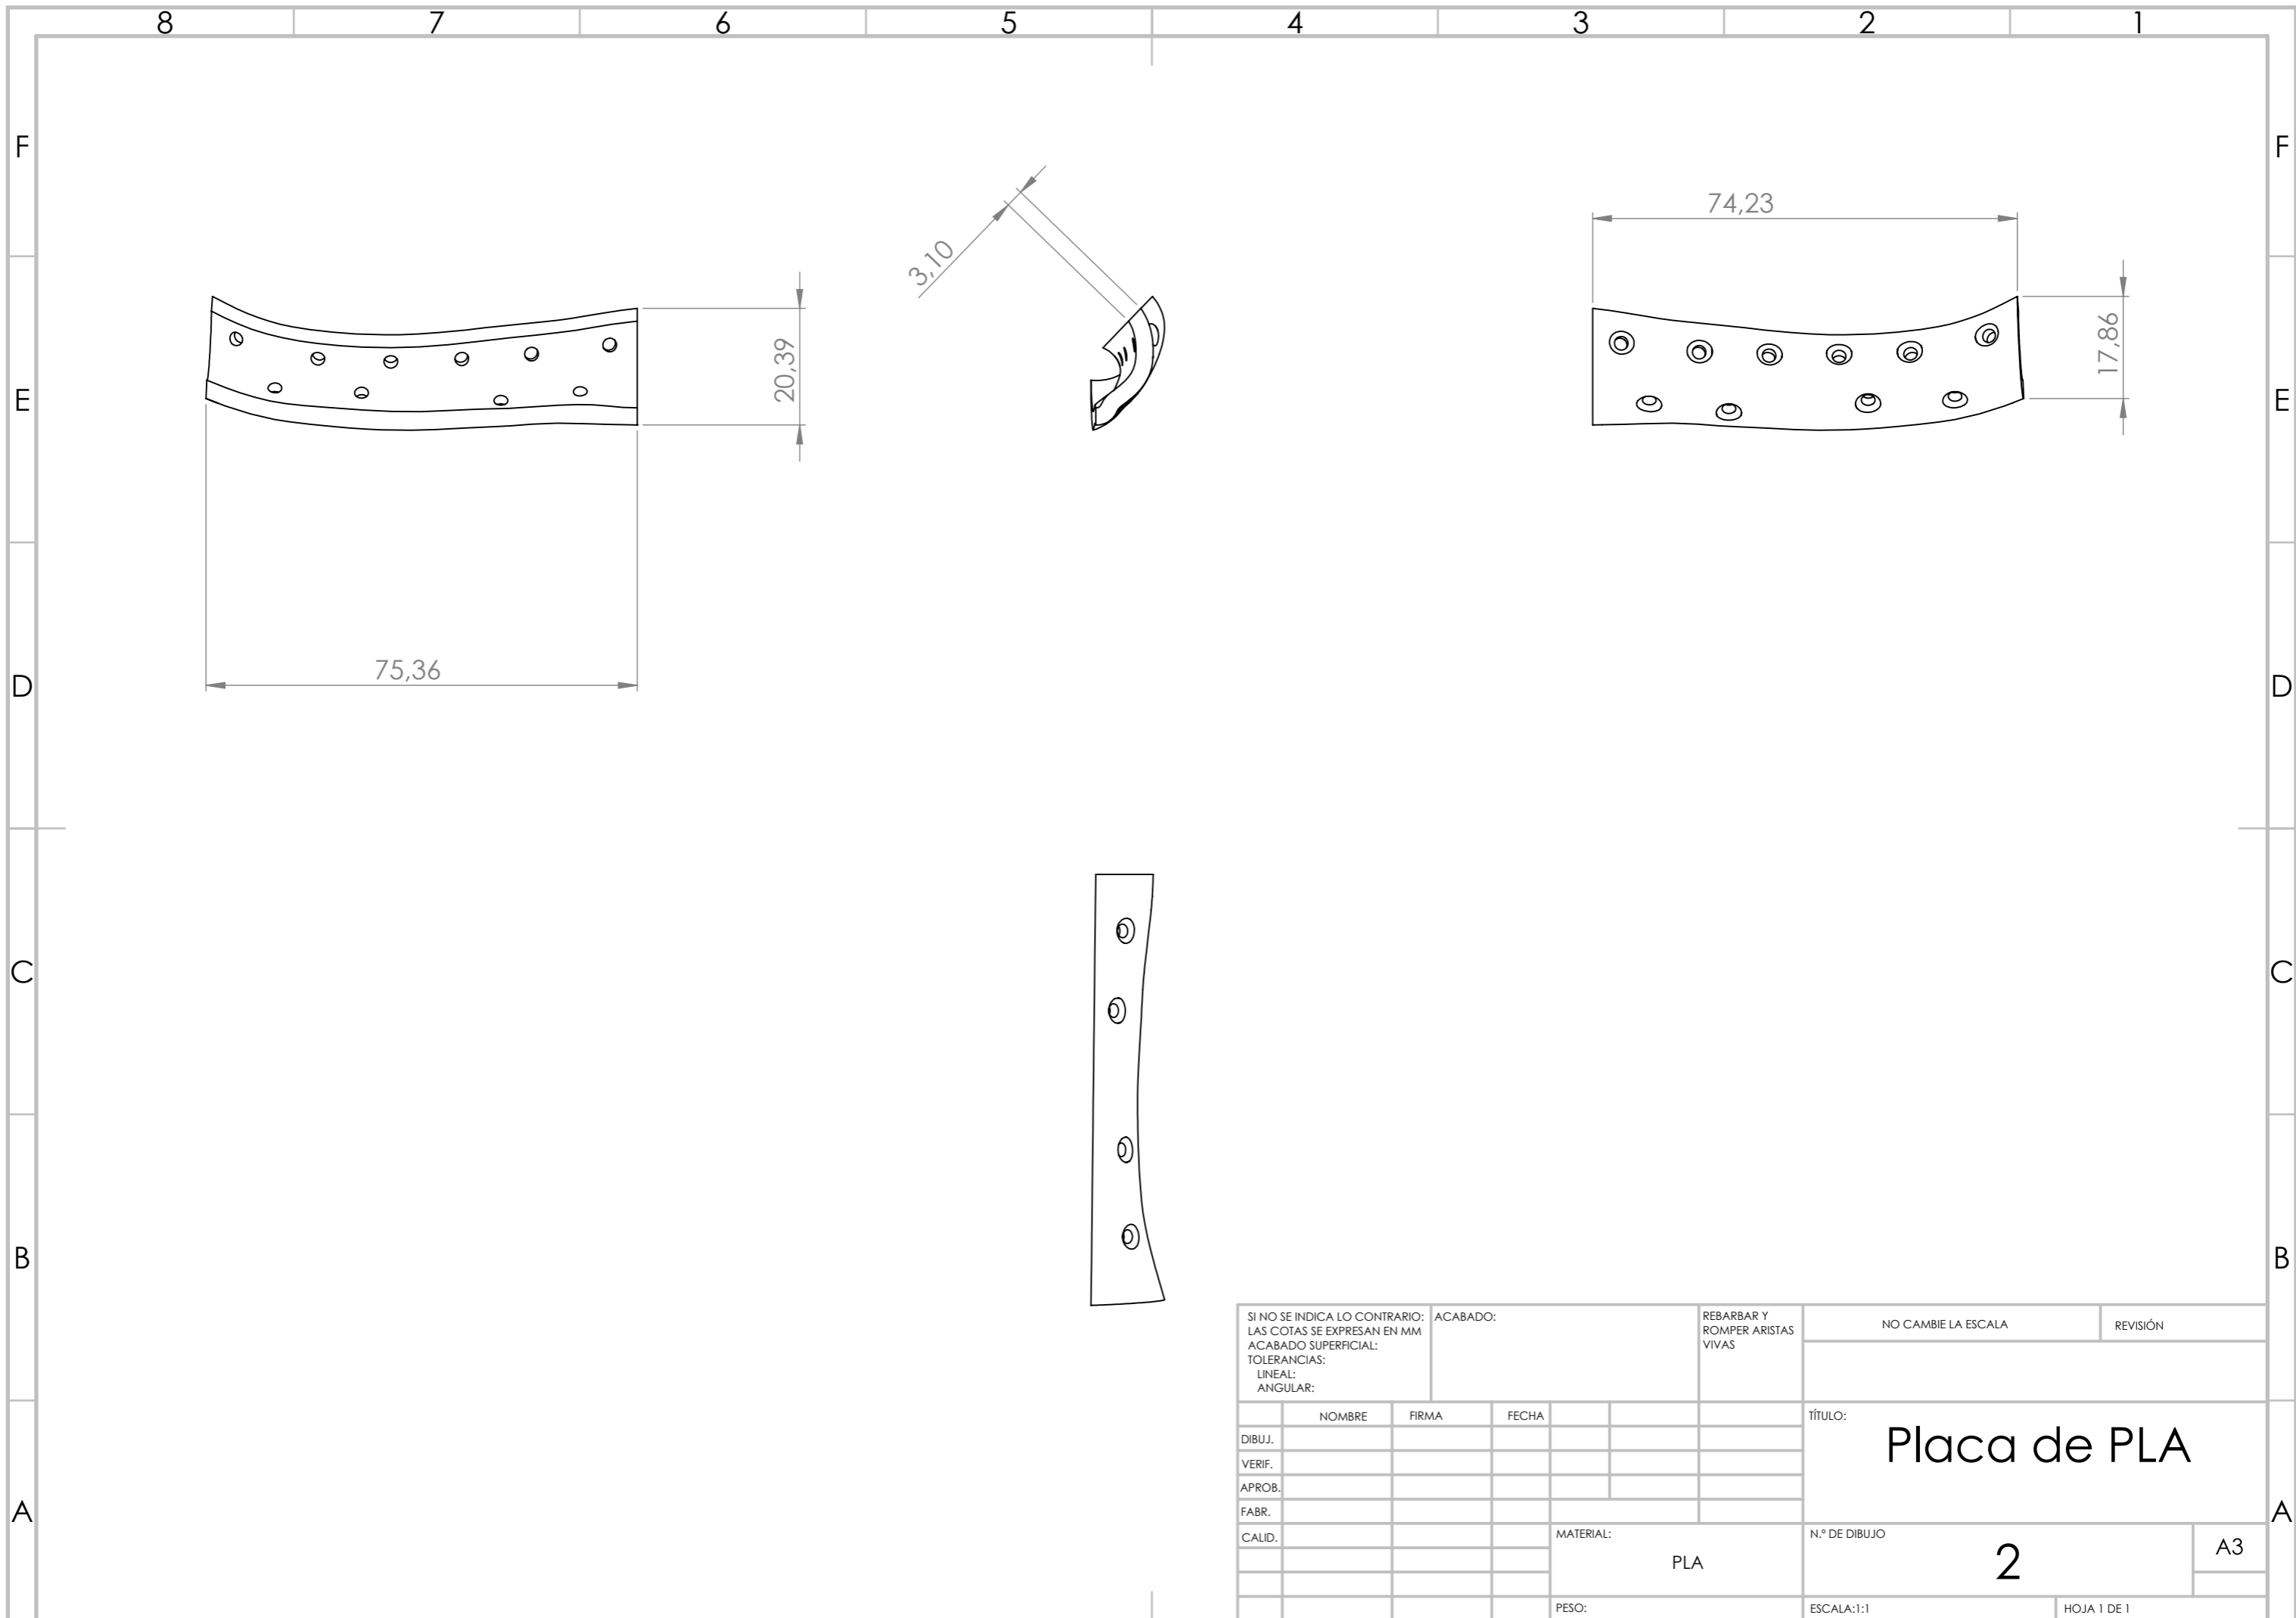 8 7 6 5 4 3 2 1
F F
74,23
3,10
17,86
20,39
E E
75,36
D D
C C
B B
SI NO SE INDICA LO CONTRARIO:
LAS COTAS SE EXPRESAN EN MM
ACABADO SUPERFICIAL:
TOLERANCIAS:
LINEAL:
ANGULAR:
ACABADO:
REBARBAR Y
ROMPER ARISTAS
VIVAS
NO CAMBIE LA ESCALA
REVISIÓN
NOMBRE FIRMA FECHA
TÍTULO:
Placa de PLA
DIBUJ.
VERIF.
APROB.
FABR.
CALID.
A A
MATERIAL:
PLA
N.º DE DIBUJO
2
A3
PESO:
ESCALA:1:1
HOJA 1 DE 1